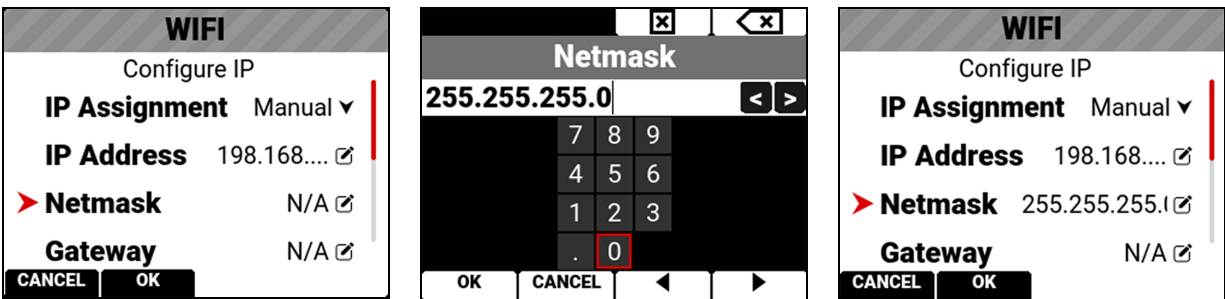 WIFI
Configure IP
IP Assignment Manual
IP Address 198.168....
Netmask N/A
Gateway N/A
CANCEL OK
Netmask
255.255.255.0
< >
7 8 9
4 5 6
1 2 3
. 0
OK CANCEL
WIFI
Configure IP
IP Assignment Manual
IP Address 198.168....
Netmask 255.255.255.
Gateway N/A
CANCEL OK